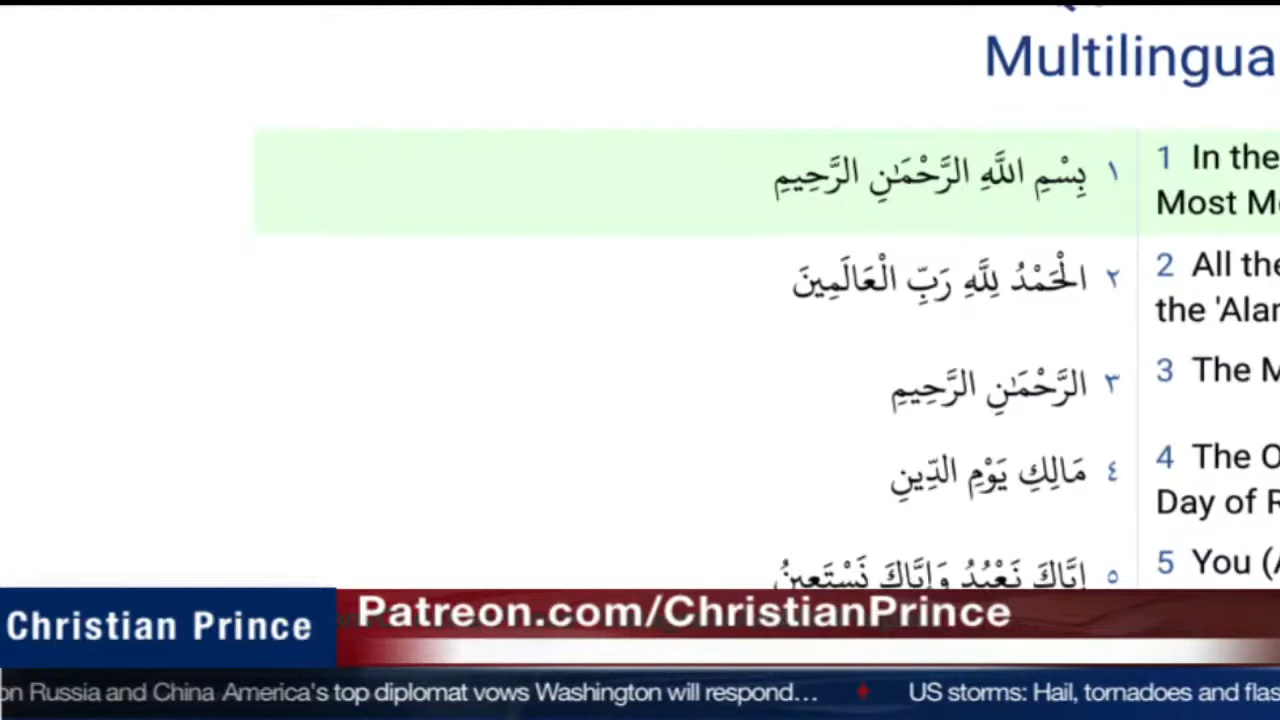 Multilingua
١ بِسْمِ اللَّهِ الرَّحْمَٰنِ الرَّحِيمِ
1 In the
Most M
٢ الْحَمْدُ لِلَّهِ رَبِّ الْعَالَمِينَ
2 All the
the 'Alam
٣ الرَّحْمَٰنِ الرَّحِيمِ
3 The M
٤ مَالِكِ يَوْمِ الدِّينِ
4 The O
Day of R
٥ إِيَّاكَ نَعْبُدُ وَإِيَّاكَ نَسْتَعِينُ
5 You (A
Christian Prince
Patreon.com/ChristianPrince
on Russia and China America's top diplomat vows Washington will respond...
US storms: Hail, tornadoes and flas